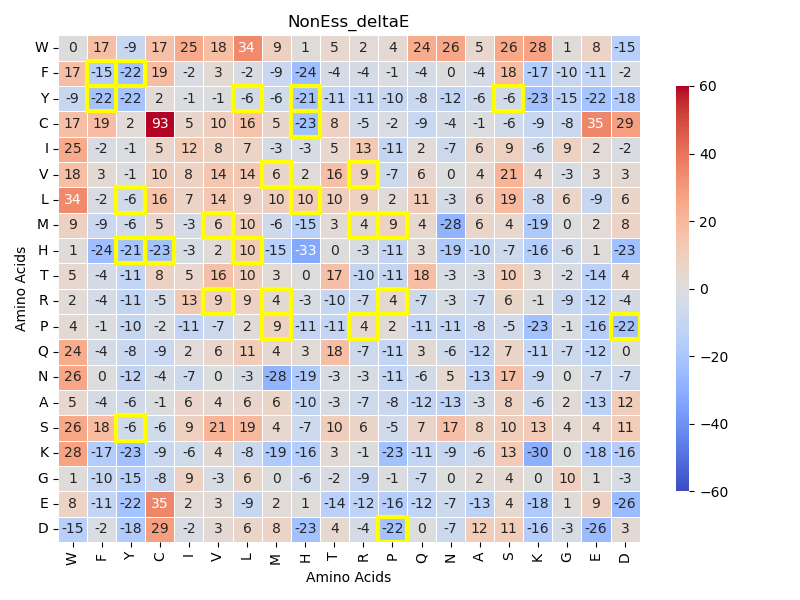 NonEss_deltaE
W 0 17 -9 17 25 18 34 9 1 5 2 4 24 26 5 26 28 1 8 -15
F 17 -15 -22 19 -2 3 -2 -9 -24 -4 -4 -1 -4 0 -4 18 -17 -10 -11 -2
Y -9 -22 -22 2 -1 -1 -6 -6 -21 -11 -11 -10 -8 -12 -6 -6 -23 -15 -22 -18
C 17 19 2 93 5 10 16 5 -23 8 -5 -2 -9 -4 -1 -6 -9 -8 35 29
I 25 -2 -1 5 12 8 7 -3 -3 5 13 -11 2 -7 6 9 -6 9 2 -2
V 18 3 -1 10 8 14 14 6 2 16 9 -7 6 0 4 21 4 -3 3 3
L 34 -2 -6 16 7 14 9 10 10 10 9 2 11 -3 6 19 -8 6 -9 6
M 9 -9 -6 5 -3 6 10 -6 -15 3 4 9 4 -28 6 4 -19 0 2 8
H 1 -24 -21 -23 -3 2 10 -15 -33 0 -3 -11 3 -19 -10 -7 -16 -6 1 -23
T 5 -4 -11 8 5 16 10 3 0 17 -10 -11 18 -3 -3 10 3 -2 -14 4
R 2 -4 -11 -5 13 9 9 4 -3 -10 -7 4 -7 -3 -7 6 -1 -9 -12 -4
P 4 -1 -10 -2 -11 -7 2 9 -11 -11 4 2 -11 -11 -8 -5 -23 -1 -16 -22
Q 24 -4 -8 -9 2 6 11 4 3 18 -7 -11 3 -6 -12 7 -11 -7 -12 0
N 26 0 -12 -4 -7 0 -3 -28 -19 -3 -3 -11 -6 5 -13 17 -9 0 -7 -7
A 5 -4 -6 -1 6 4 6 6 -10 -3 -7 -8 -12 -13 -3 8 -6 2 -13 12
S 26 18 -6 -6 9 21 19 4 -7 10 6 -5 7 17 8 10 13 4 4 11
K 28 -17 -23 -9 -6 4 -8 -19 -16 3 -1 -23 -11 -9 -6 13 -30 0 -18 -16
G 1 -10 -15 -8 9 -3 6 0 -6 -2 -9 -1 -7 0 2 4 0 10 1 -3
E 8 -11 -22 35 2 3 -9 2 1 -14 -12 -16 -12 -7 -13 4 -18 1 9 -26
D -15 -2 -18 29 -2 3 6 8 -23 4 -4 -22 0 -7 12 11 -16 -3 -26 3
W F Y C I V L M H T R P Q N A S K G E D
Amino Acids
Amino Acids
60
40
20
0
−20
−40
−60